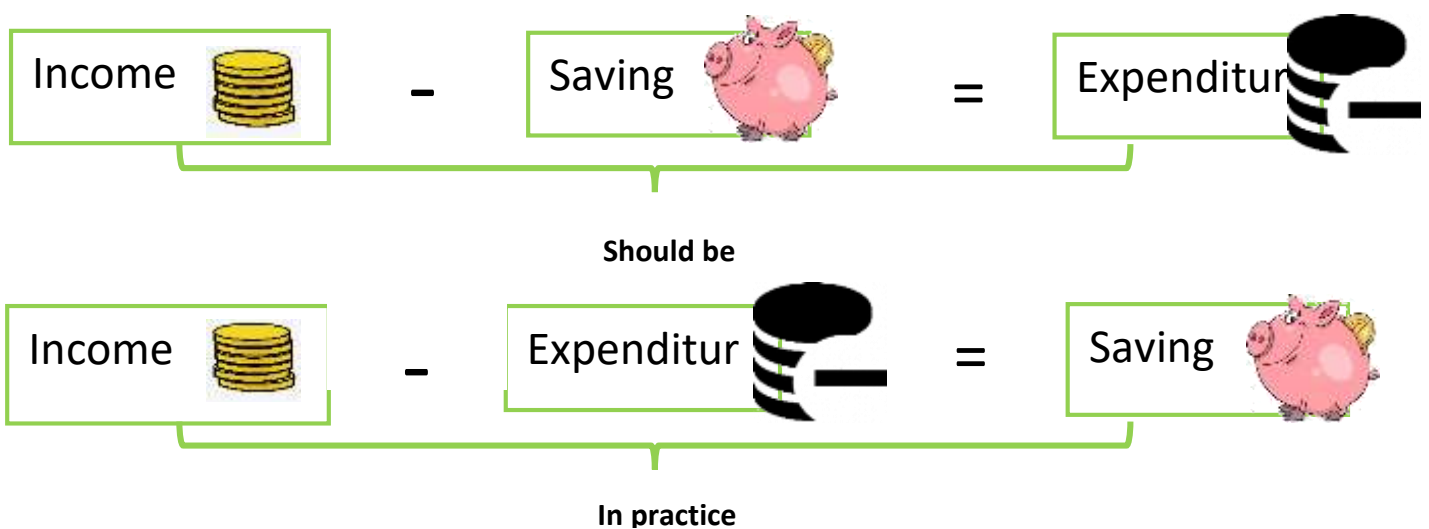 Income - Saving = Expenditur
Should be
Income - Expenditur = Saving
In practice